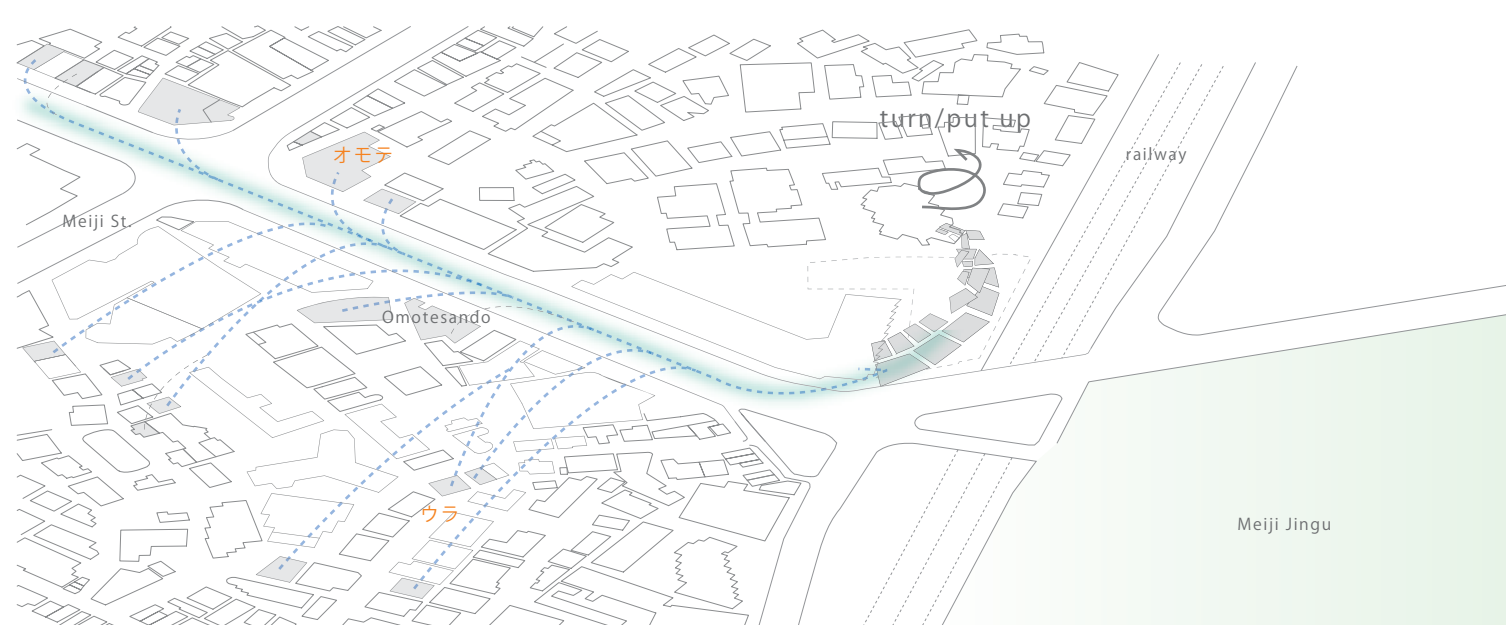 turn/put up
オモテ
railway
Meiji St.
Omotesando
ウラ
Meiji Jingu